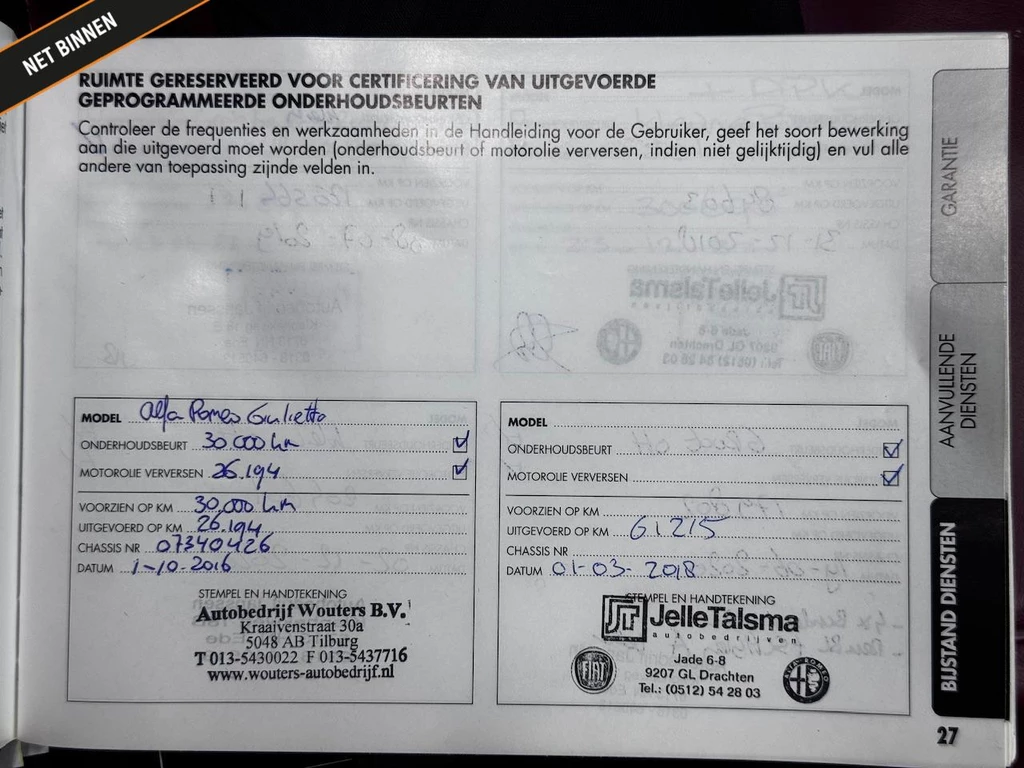 NET BINNEN
RUIMTE GERESERVEERD VOOR CERTIFICERING VAN UITGEVOERDE
GEPROGRAMMEERDE ONDERHOUDSBEURTEN
Controleer de frequenties en werkzaamheden in de Handleiding voor de Gebruiker, geef het soort bewerking
aan die uitgevoerd moet worden (onderhoudsbeurt of motorolie verversen, indien niet gelijktijdig) en vul alle
andere van toepassing zijnde velden in.
MODEL Alfa Romeo Giulietta
ONDERHOUDSBEURT 30.000 km
MOTOROLIE VERVERSEN 26.194
VOORZIEN OP KM 30.000 km
UITGEVOERD OP KM 26.194
CHASSIS NR 07340426
DATUM 1-10-2016
STEMPEL EN HANDTEKENING
Autobedrijf Wouters B.V.
Kraaivenstraat 30a
5048 AB Tilburg
T 013-5430022 F 013-5437716
www.wouters-autobedrijf.nl
MODEL
ONDERHOUDSBEURT
MOTOROLIE VERVERSEN
VOORZIEN OP KM
UITGEVOERD OP KM 61215
CHASSIS NR
DATUM 01-03-2018
STEMPEL EN HANDTEKENING
JT JelleTalsma
autobedrijven
Jade 6-8
9207 GL Drachten
Tel.: (0512) 54 28 03
FIAT
ALFA ROMEO
GARANTIE
AANVULLENDE
DIENSTEN
BIJSTAND DIENSTEN
27